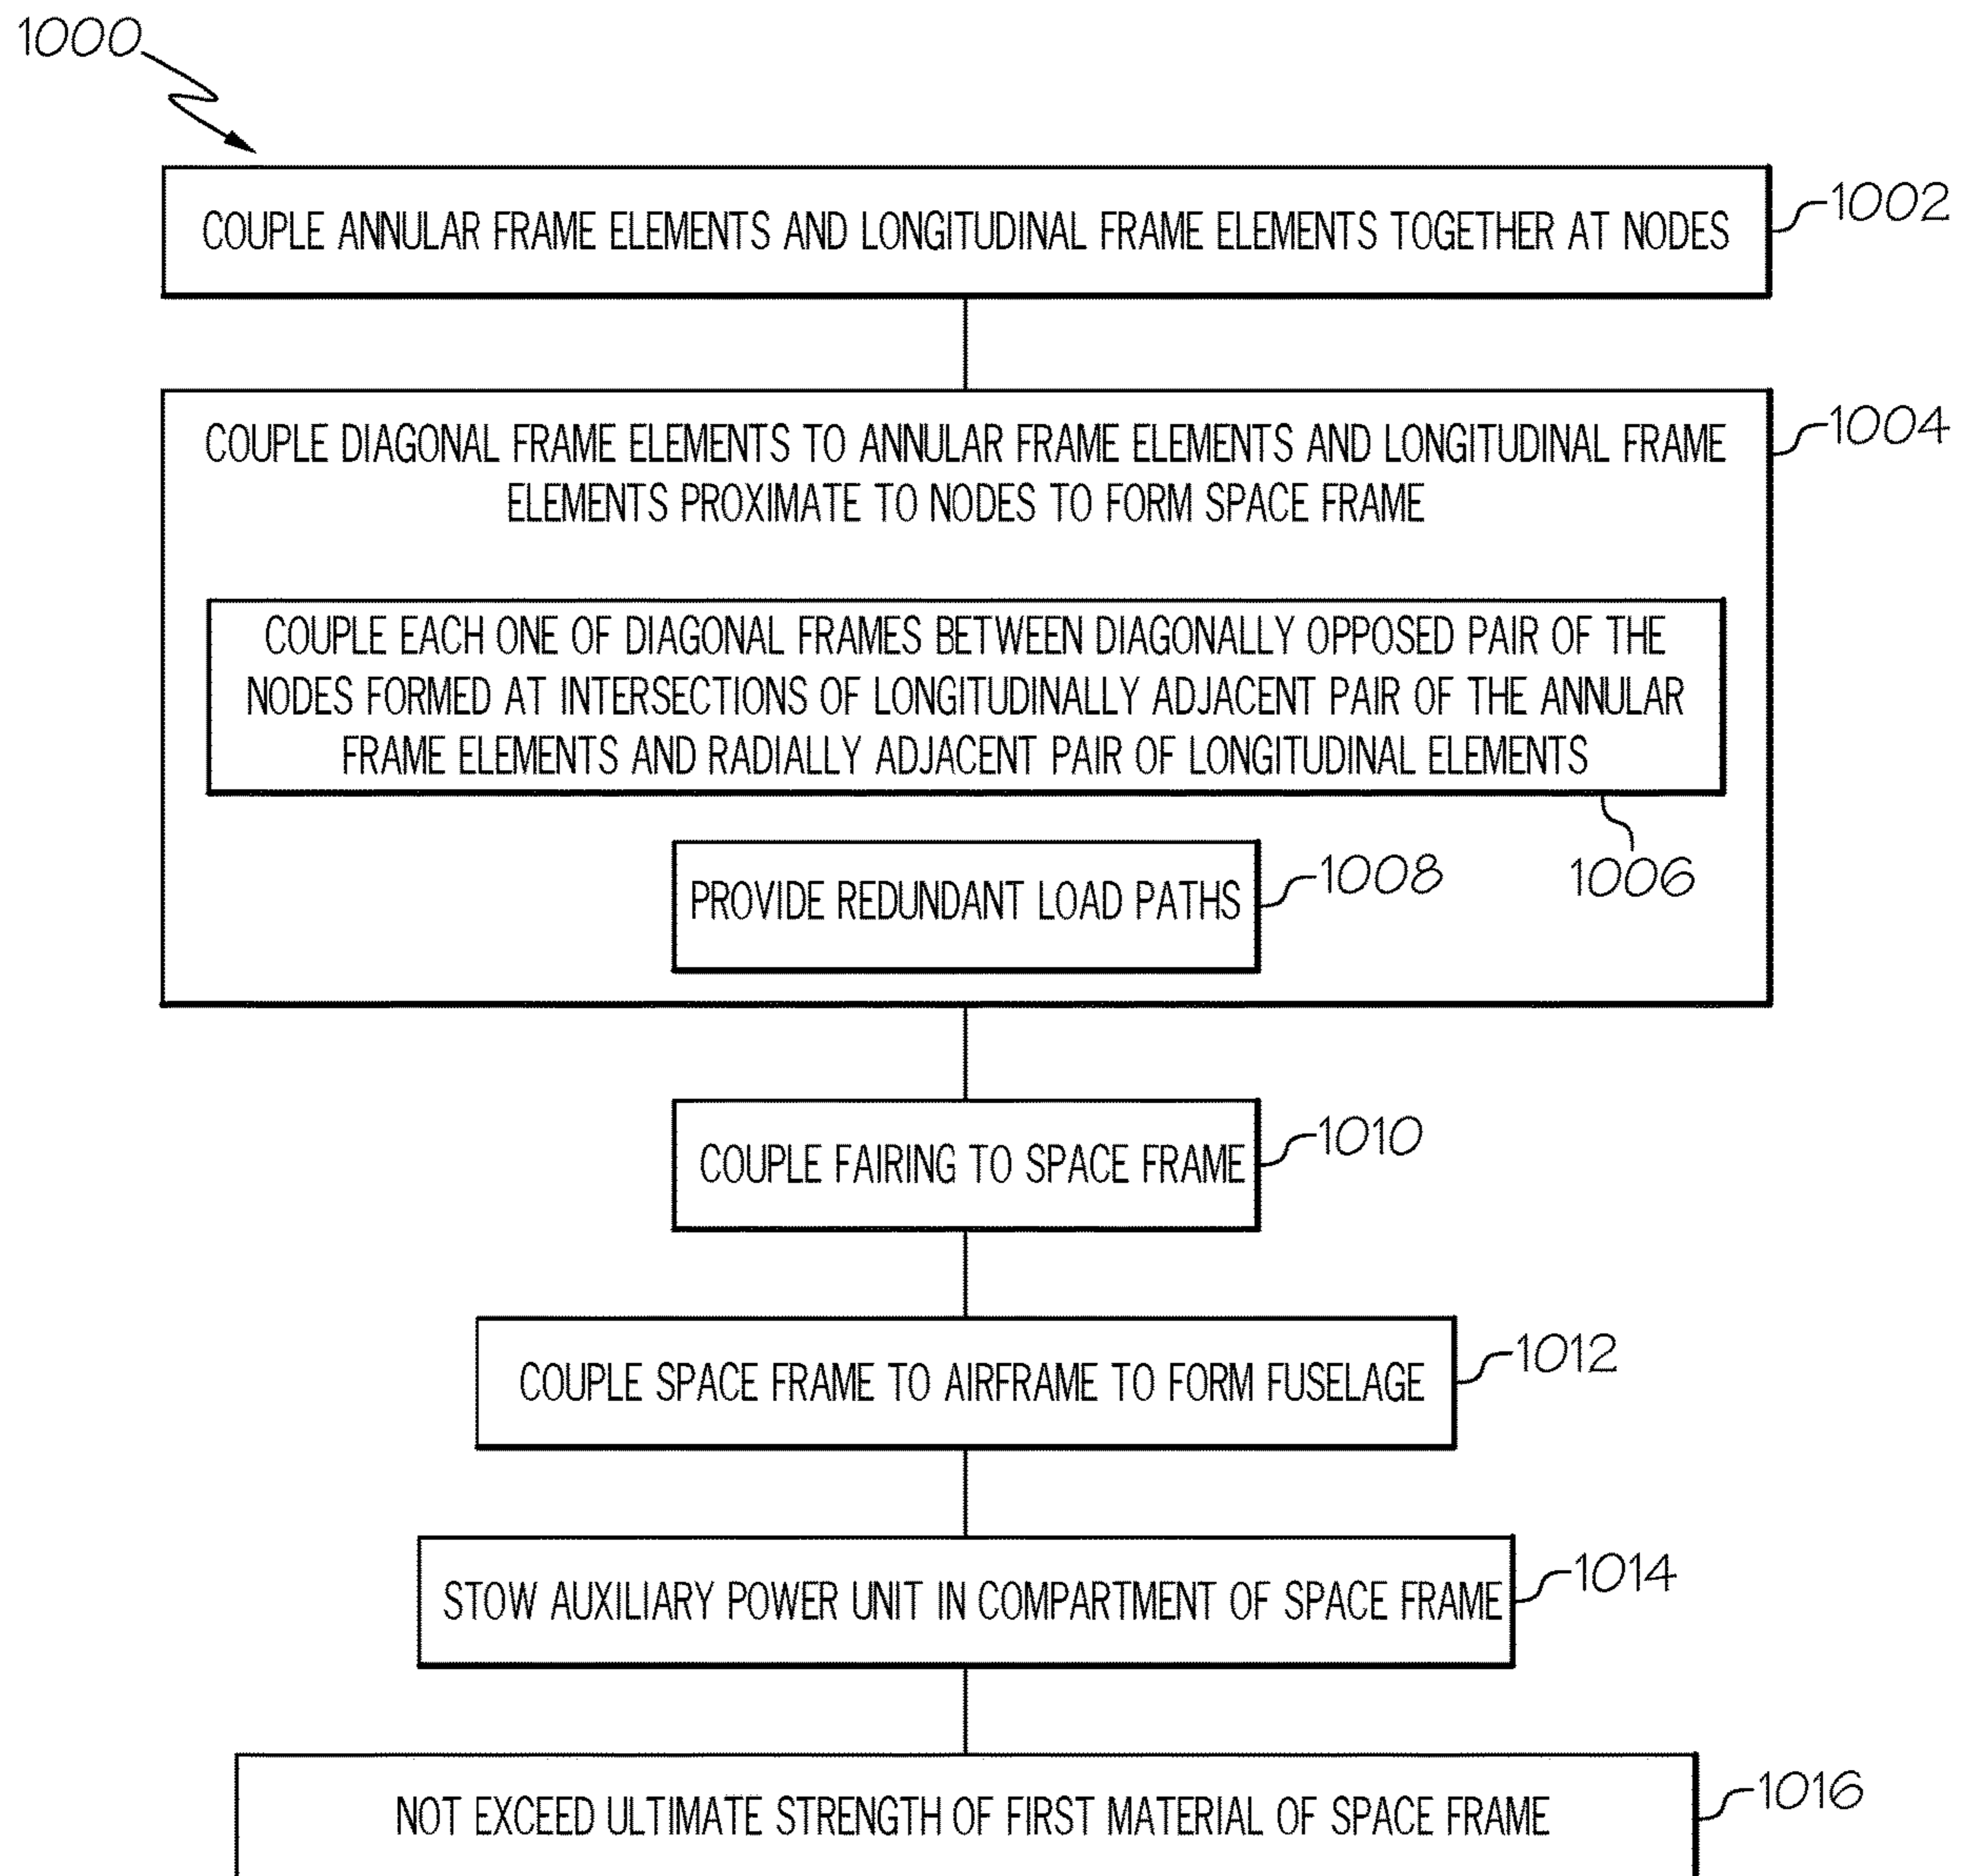 1000
COUPLE ANNULAR FRAME ELEMENTS AND LONGITUDINAL FRAME ELEMENTS TOGETHER AT NODES
1002
COUPLE DIAGONAL FRAME ELEMENTS TO ANNULAR FRAME ELEMENTS AND LONGITUDINAL FRAME
ELEMENTS PROXIMATE TO NODES TO FORM SPACE FRAME
1004
COUPLE EACH ONE OF DIAGONAL FRAMES BETWEEN DIAGONALLY OPPOSED PAIR OF THE
NODES FORMED AT INTERSECTIONS OF LONGITUDINALLY ADJACENT PAIR OF THE ANNULAR
FRAME ELEMENTS AND RADIALLY ADJACENT PAIR OF LONGITUDINAL ELEMENTS
1006
PROVIDE REDUNDANT LOAD PATHS
1008
COUPLE FAIRING TO SPACE FRAME
1010
COUPLE SPACE FRAME TO AIRFRAME TO FORM FUSELAGE
1012
STOW AUXILIARY POWER UNIT IN COMPARTMENT OF SPACE FRAME
1014
NOT EXCEED ULTIMATE STRENGTH OF FIRST MATERIAL OF SPACE FRAME
1016